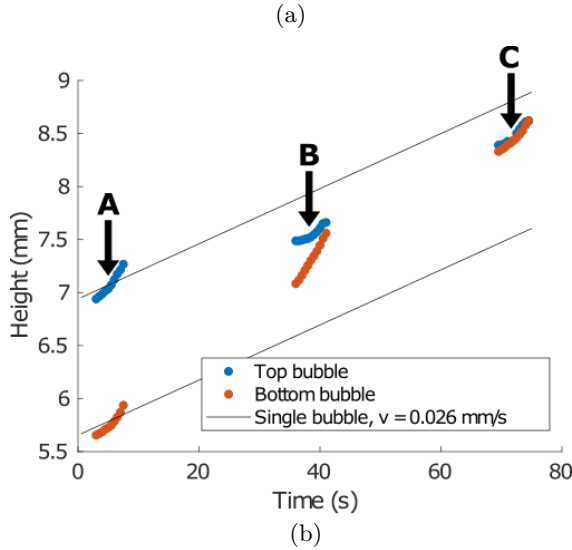 (a)
9
8.5
8
7.5
7
6.5
6
5.5
0
20
40
60
80
Height (mm)
Time (s)
A
B
C
Top bubble
Bottom bubble
Single bubble, v = 0.026 mm/s
(b)